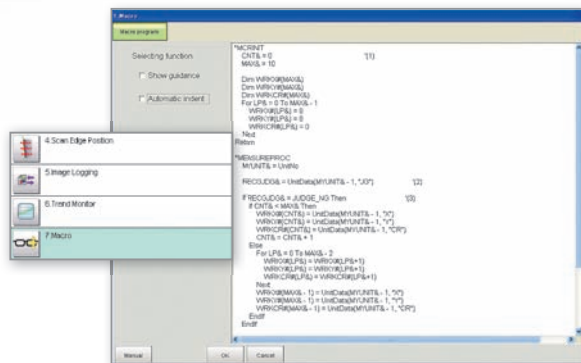 7.Macro
Macro program
Selecting function
Show guidance
Automatic indent
4.Scan Edge Position
5.Image Logging
6.Trend Monitor
7.Macro
*MCRINIT
CNT& = 0 '(1)
MAX& = 10
Dim WRKX#(MAX&)
Dim WRKY#(MAX&)
Dim WRKCR#(MAX&)
For LP& = 0 To MAX& - 1
WRKX#(LP&) = 0
WRKY#(LP&) = 0
WRKCR#(LP&) = 0
Next
Return
*MEASUREPROC
MYUNIT& = UnitNo
RECOJDG& = UnitData(MYUNIT& - 1, "JG") '(2)
If RECOJDG& = JUDGE_NG Then '(3)
If CNT& < MAX& Then
WRKX#(CNT&) = UnitData(MYUNIT& - 1, "X")
WRKY#(CNT&) = UnitData(MYUNIT& - 1, "Y")
WRKCR#(CNT&) = UnitData(MYUNIT& - 1, "CR")
CNT& = CNT& + 1
Else
For LP& = 0 To MAX& - 2
WRKX#(LP&) = WRKX#(LP&+1)
WRKY#(LP&) = WRKY#(LP&+1)
WRKCR#(LP&) = WRKCR#(LP&+1)
Next
WRKX#(MAX& - 1) = UnitData(MYUNIT& - 1, "X")
WRKY#(MAX& - 1) = UnitData(MYUNIT& - 1, "Y")
WRKCR#(MAX& - 1) = UnitData(MYUNIT& - 1, "CR")
Endif
Endif
Manual
OK
Cancel